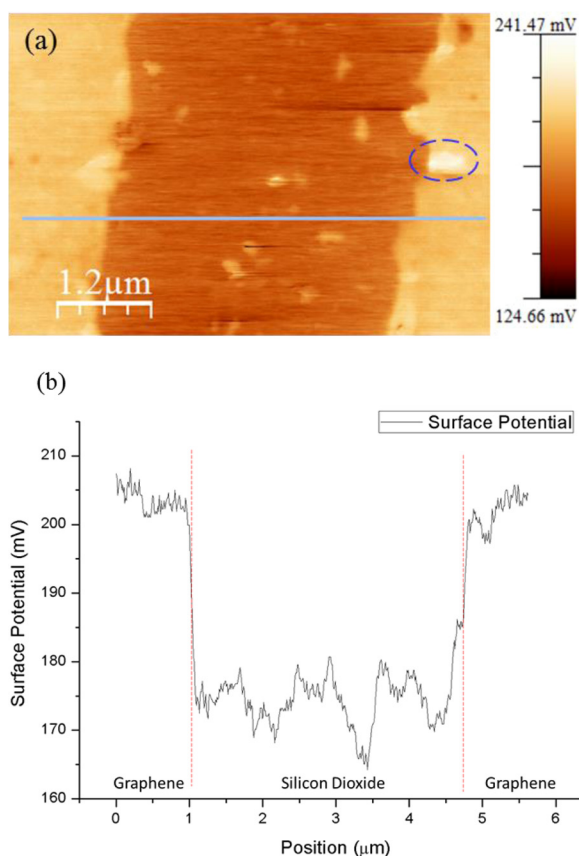 (a)
241.47 mV
1.2μm
124.66 mV
(b)
Surface Potential
210
200
190
180
170
160
Surface Potential (mV)
Graphene
Silicon Dioxide
Graphene
0
1
2
3
4
5
6
Position (μm)